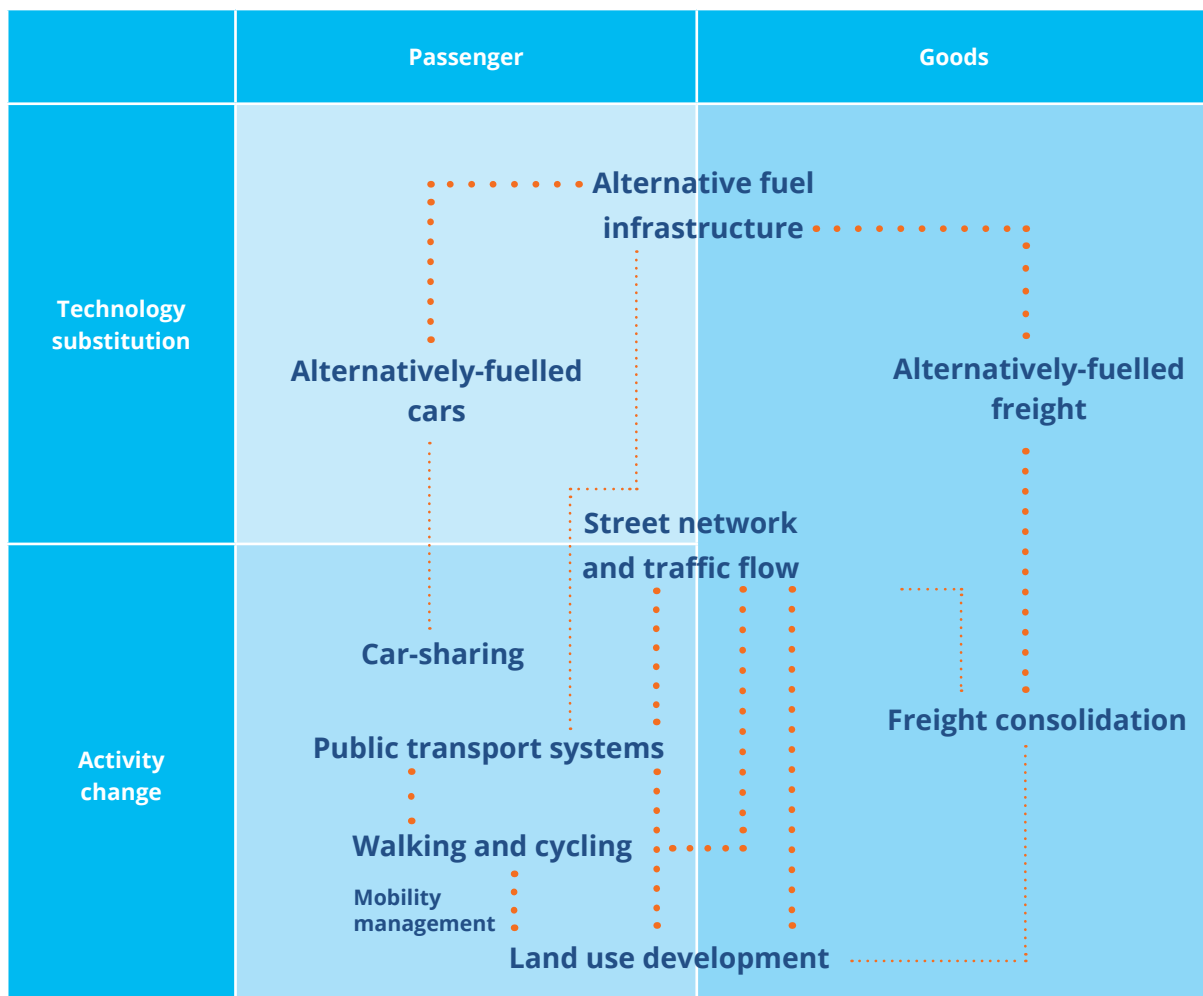 Passenger
Goods
Technology
substitution
Alternative fuel
infrastructure
Alternatively-fuelled
cars
Alternatively-fuelled
freight
Street network
and traffic flow
Activity
change
Car-sharing
Freight consolidation
Public transport systems
Walking and cycling
Mobility
management
Land use development